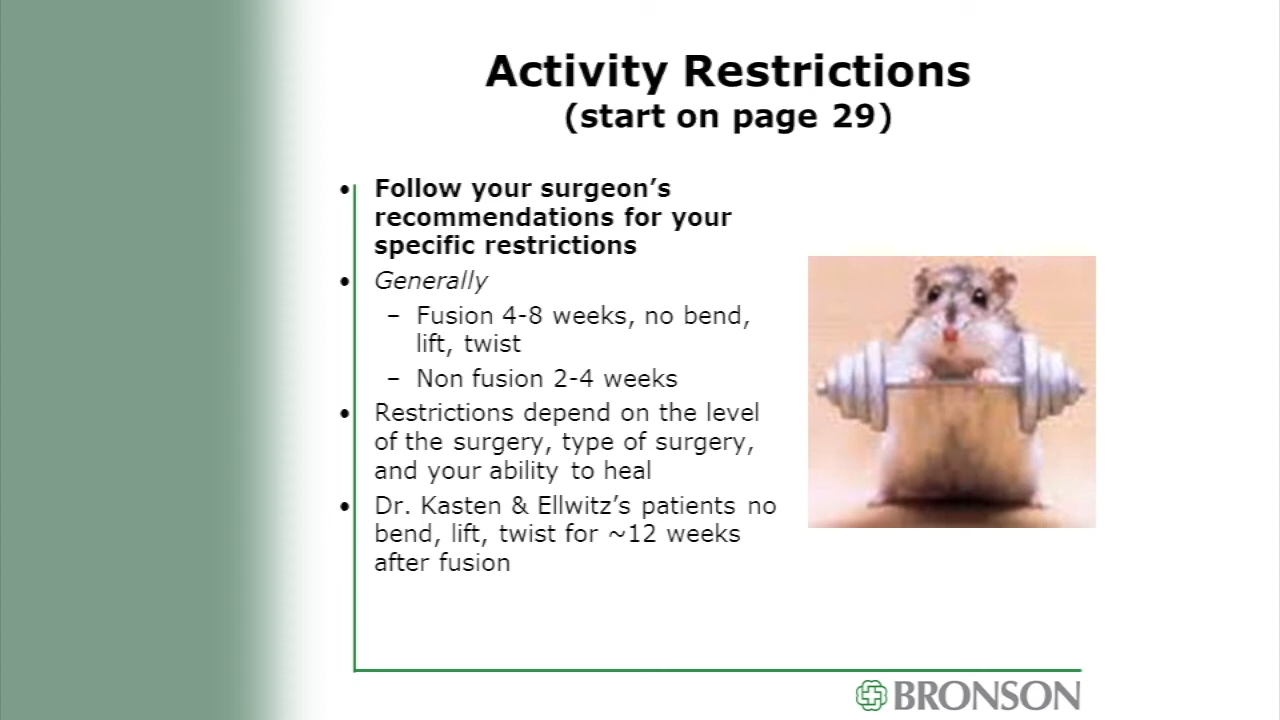 Activity Restrictions
(start on page 29)
• Follow your surgeon’s
recommendations for your
specific restrictions
• Generally
– Fusion 4-8 weeks, no bend,
lift, twist
– Non fusion 2-4 weeks
• Restrictions depend on the level
of the surgery, type of surgery,
and your ability to heal
• Dr. Kasten & Ellwitz’s patients no
bend, lift, twist for ~12 weeks
after fusion
BRONSON